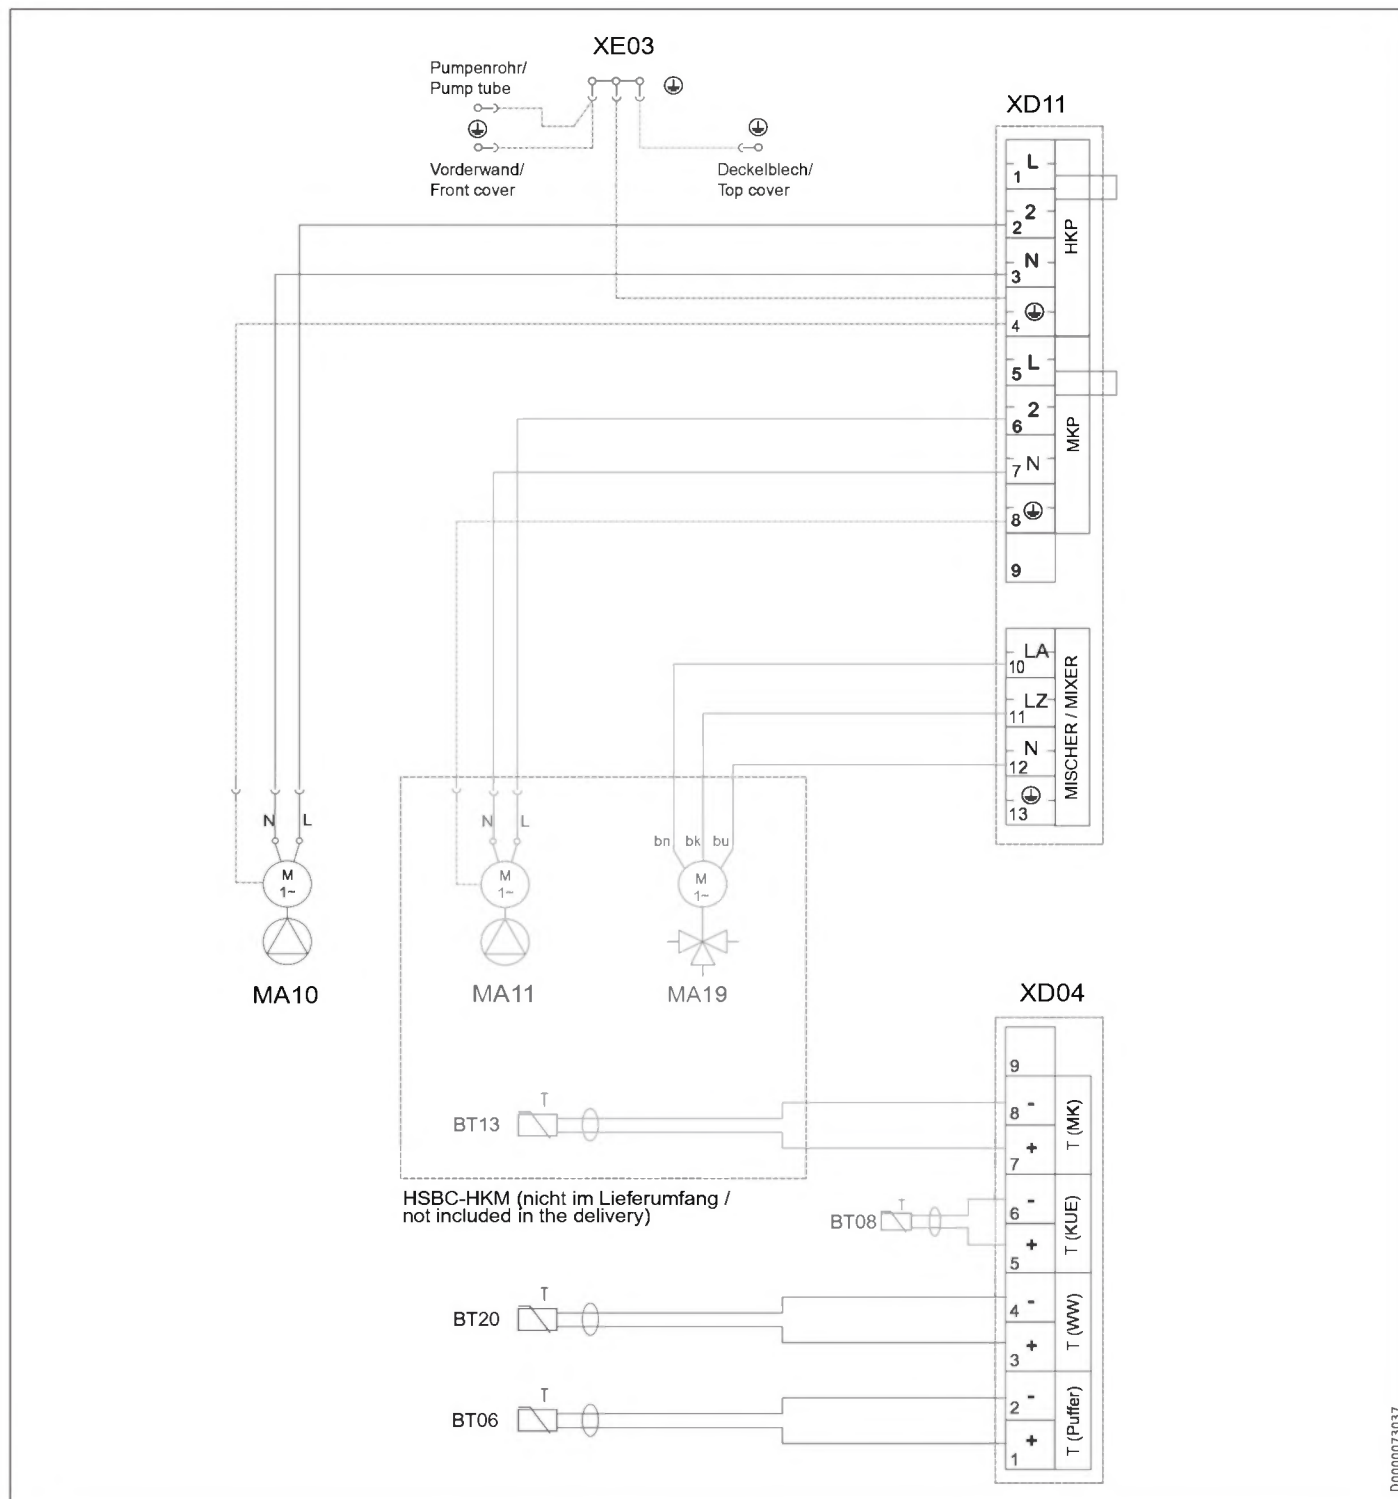 XE03
Pumpenrohr/
Pump tube
Vorderwand/
Front cover
Deckelblech/
Top cover
XD11
L
1
2
2
N
3
4
HKP
L
5
2
6
N
7
8
MKP
9
LA
10
LZ
11
N
12
13
MISCHER / MIXER
N L
M
1~
MA10
N L
M
1~
MA11
bn bk bu
M
1~
MA19
XD04
9
8 -
+
7
T (MK)
T
BT13
HSBC-HKM (nicht im Lieferumfang /
not included in the delivery)
T
BT08
-
6
+
5
T (KUE)
T
BT20
-
4
+
3
T (WW)
T
BT06
-
2
+
1
T (Puffer)
D0000073037